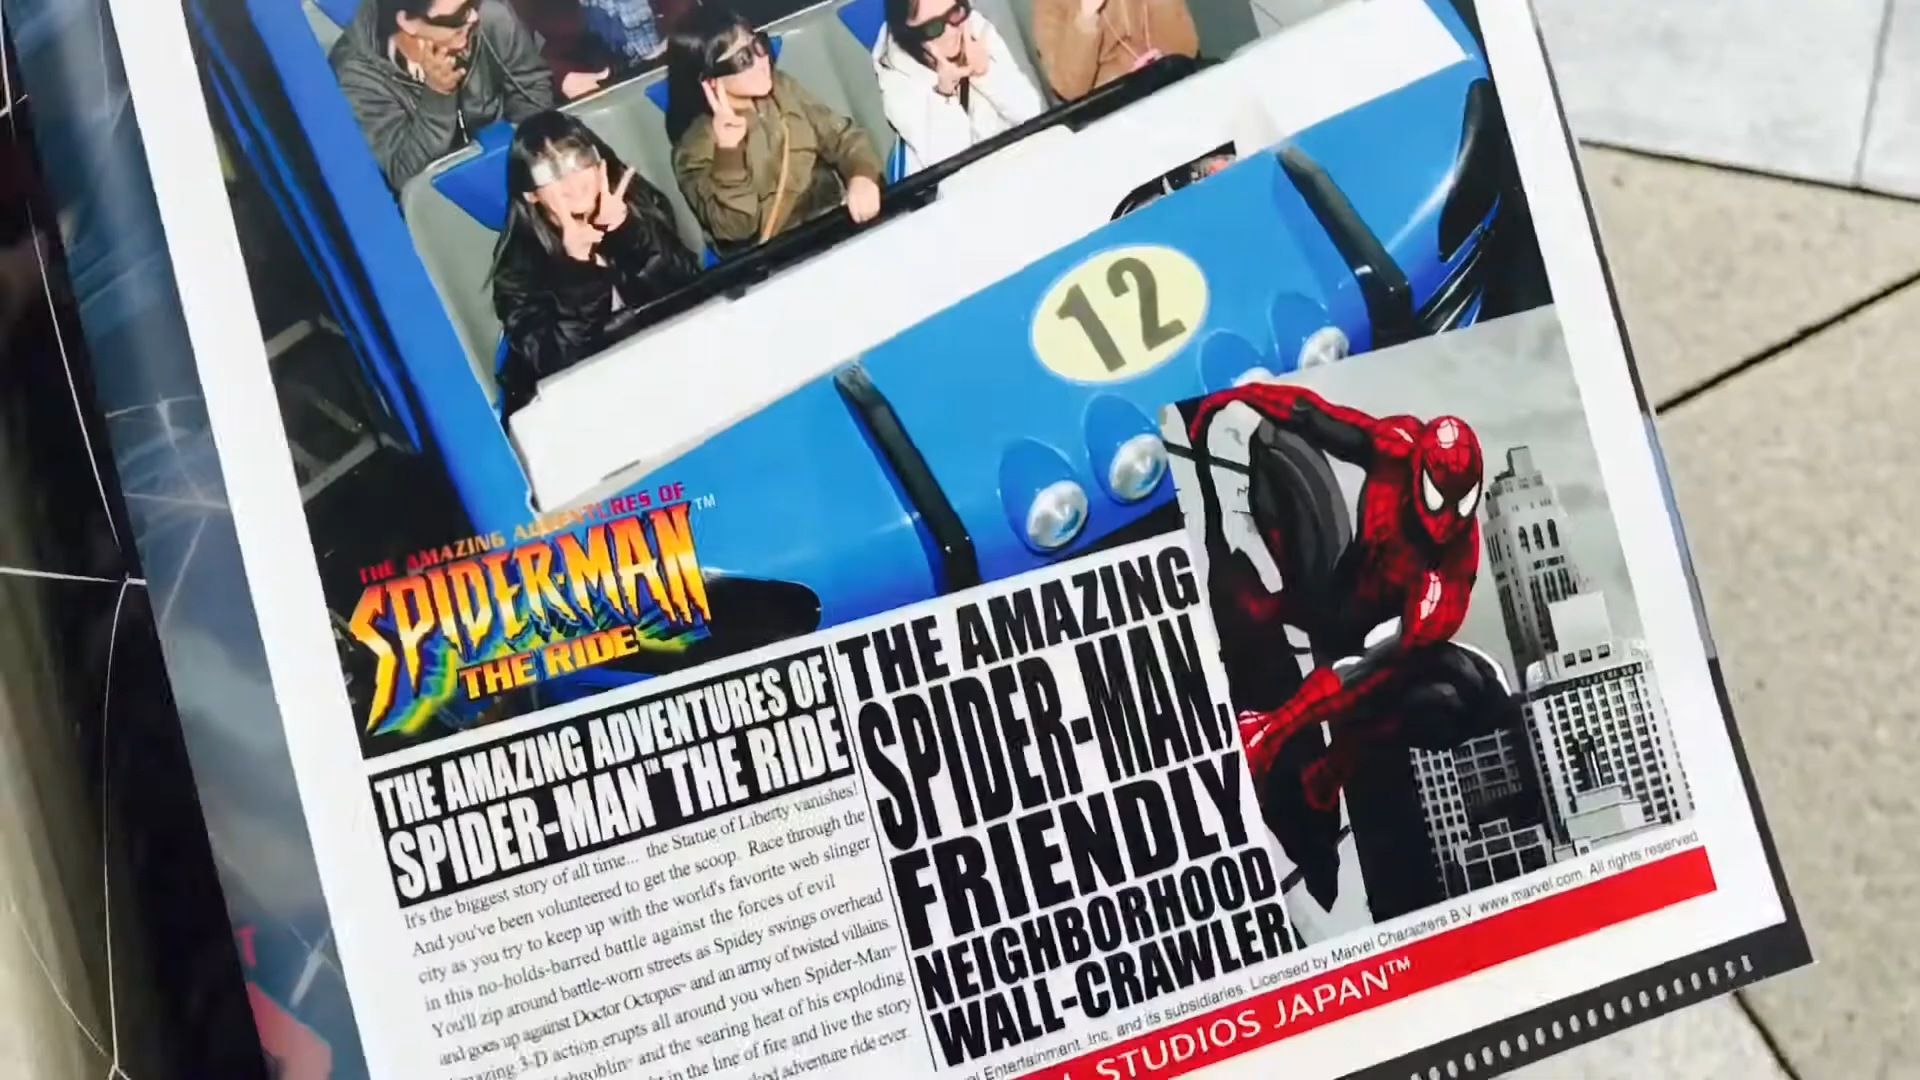 12
THE AMAZING ADVENTURES OF
SPIDER-MAN™
THE RIDE
THE AMAZING ADVENTURES OF
SPIDER-MAN™ THE RIDE
It's the biggest story of all time... the Statue of Liberty vanishes!
And you've been volunteered to get the scoop. Race through the
city as you try to keep up with the world's favorite web slinger
in this no-holds-barred battle against the forces of evil
You'll zip around battle-worn streets as Spidey swings overhead
and goes up against Doctor Octopus™ and an army of twisted villains.
3-D action erupts all around you when Spider-Man™
and the searing heat of his exploding
in the line of fire and live the story
adventure ride ever.
THE AMAZING
SPIDER-MAN,
FRIENDLY
NEIGHBORHOOD
WALL-CRAWLER
Entertainment, Inc. and its subsidiaries. Licensed by Marvel Characters B.V. www.marvel.com. All rights reserved
STUDIOS JAPAN™